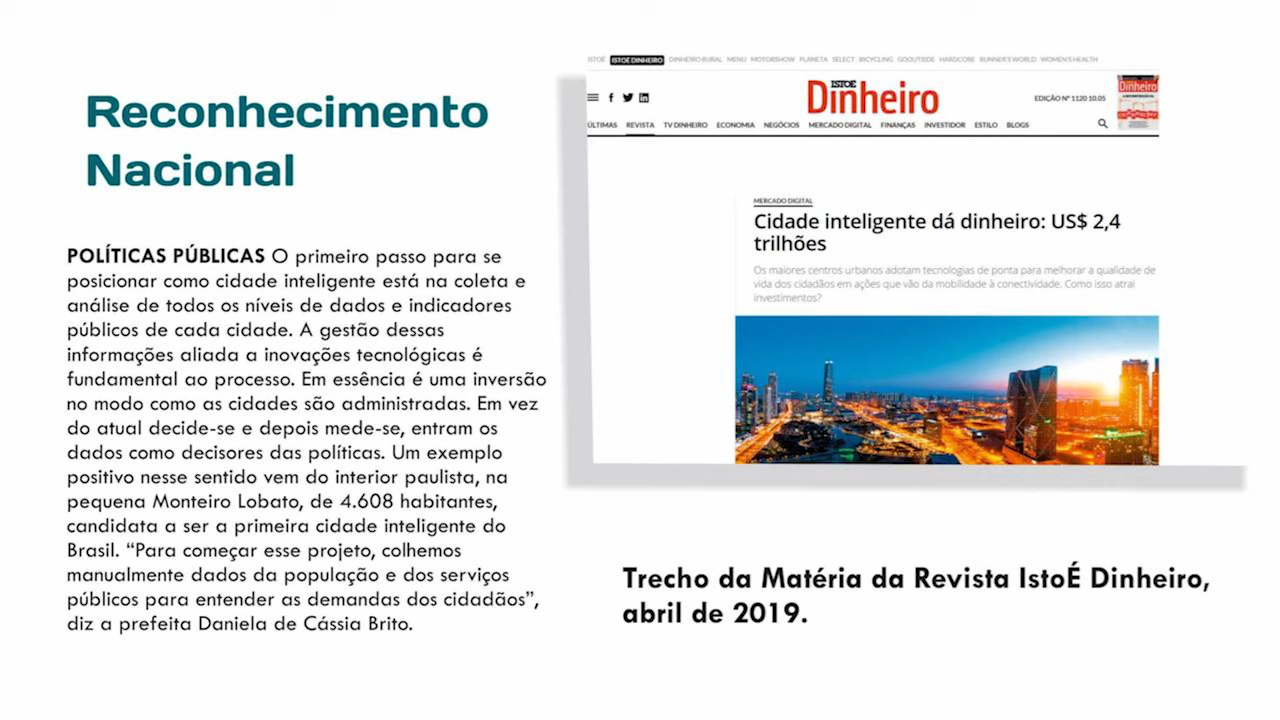 Reconhecimento
Nacional
POLÍTICAS PÚBLICAS O primeiro passo para se
posicionar como cidade inteligente está na coleta e
análise de todos os níveis de dados e indicadores
públicos de cada cidade. A gestão dessas
informações aliada a inovações tecnológicas é
fundamental ao processo. Em essência é uma inversão
no modo como as cidades são administradas. Em vez
do atual decide-se e depois mede-se, entram os
dados como decisores das políticas. Um exemplo
positivo nesse sentido vem do interior paulista, na
pequena Monteiro Lobato, de 4.608 habitantes,
candidata a ser a primeira cidade inteligente do
Brasil. “Para começar esse projeto, colhemos
manualmente dados da população e dos serviços
públicos para entender as demandas dos cidadãos”,
diz a prefeita Daniela de Cássia Brito.
ISTOÉ ISTOÉ DINHEIRO DINHEIRO RURAL MENU MOTORSHOW PLANETA SELECT BICYCLING GOOUTSIDE HARDCORE RUNNER'S WORLD WOMEN'S HEALTH
ISTOÉ
Dinheiro
EDIÇÃO Nº 1120 10.05
Dinheiro
ÚLTIMAS REVISTA TV DINHEIRO ECONOMIA NEGÓCIOS MERCADO DIGITAL FINANÇAS INVESTIDOR ESTILO BLOGS
MERCADO DIGITAL
Cidade inteligente dá dinheiro: US$ 2,4
trilhões
Os maiores centros urbanos adotam tecnologias de ponta para melhorar a qualidade de
vida dos cidadãos em ações que vão da mobilidade à conectividade. Como isso atrai
investimentos?
Trecho da Matéria da Revista IstoÉ Dinheiro,
abril de 2019.